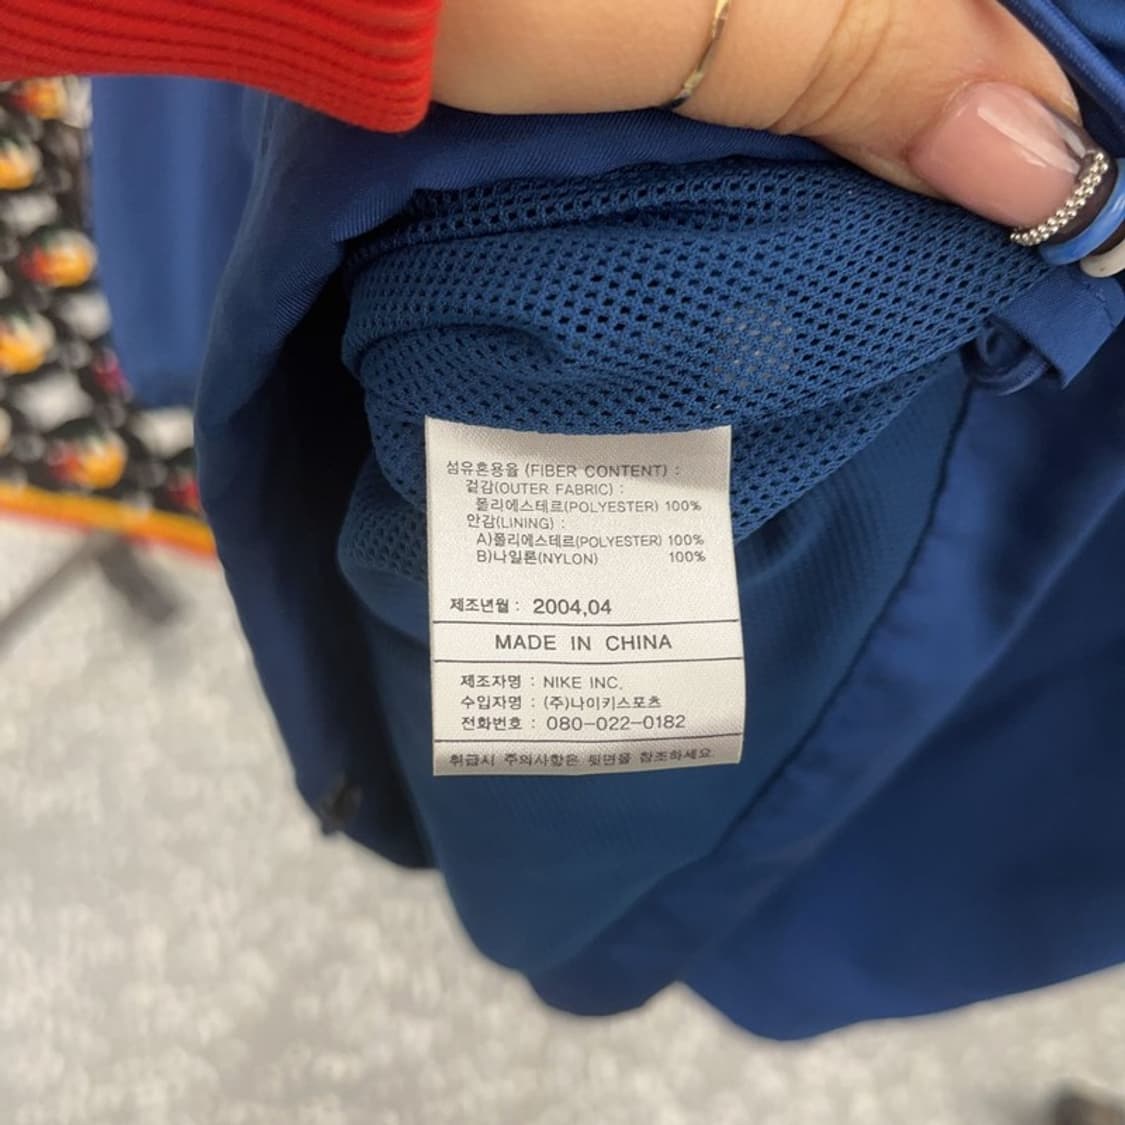 섬유혼용율 (FIBER CONTENT) :
겉감(OUTER FABRIC) :
폴리에스테르(POLYESTER) 100%
안감(LINING) :
A)폴리에스테르(POLYESTER) 100%
B)나일론(NYLON) 100%
제조년월 : 2004,04
MADE IN CHINA
제조자명 : NIKE INC.
수입자명 : (주)나이키스포츠
전화번호 : 080-022-0182
취급시 주의사항은 뒷면을 참조하세요